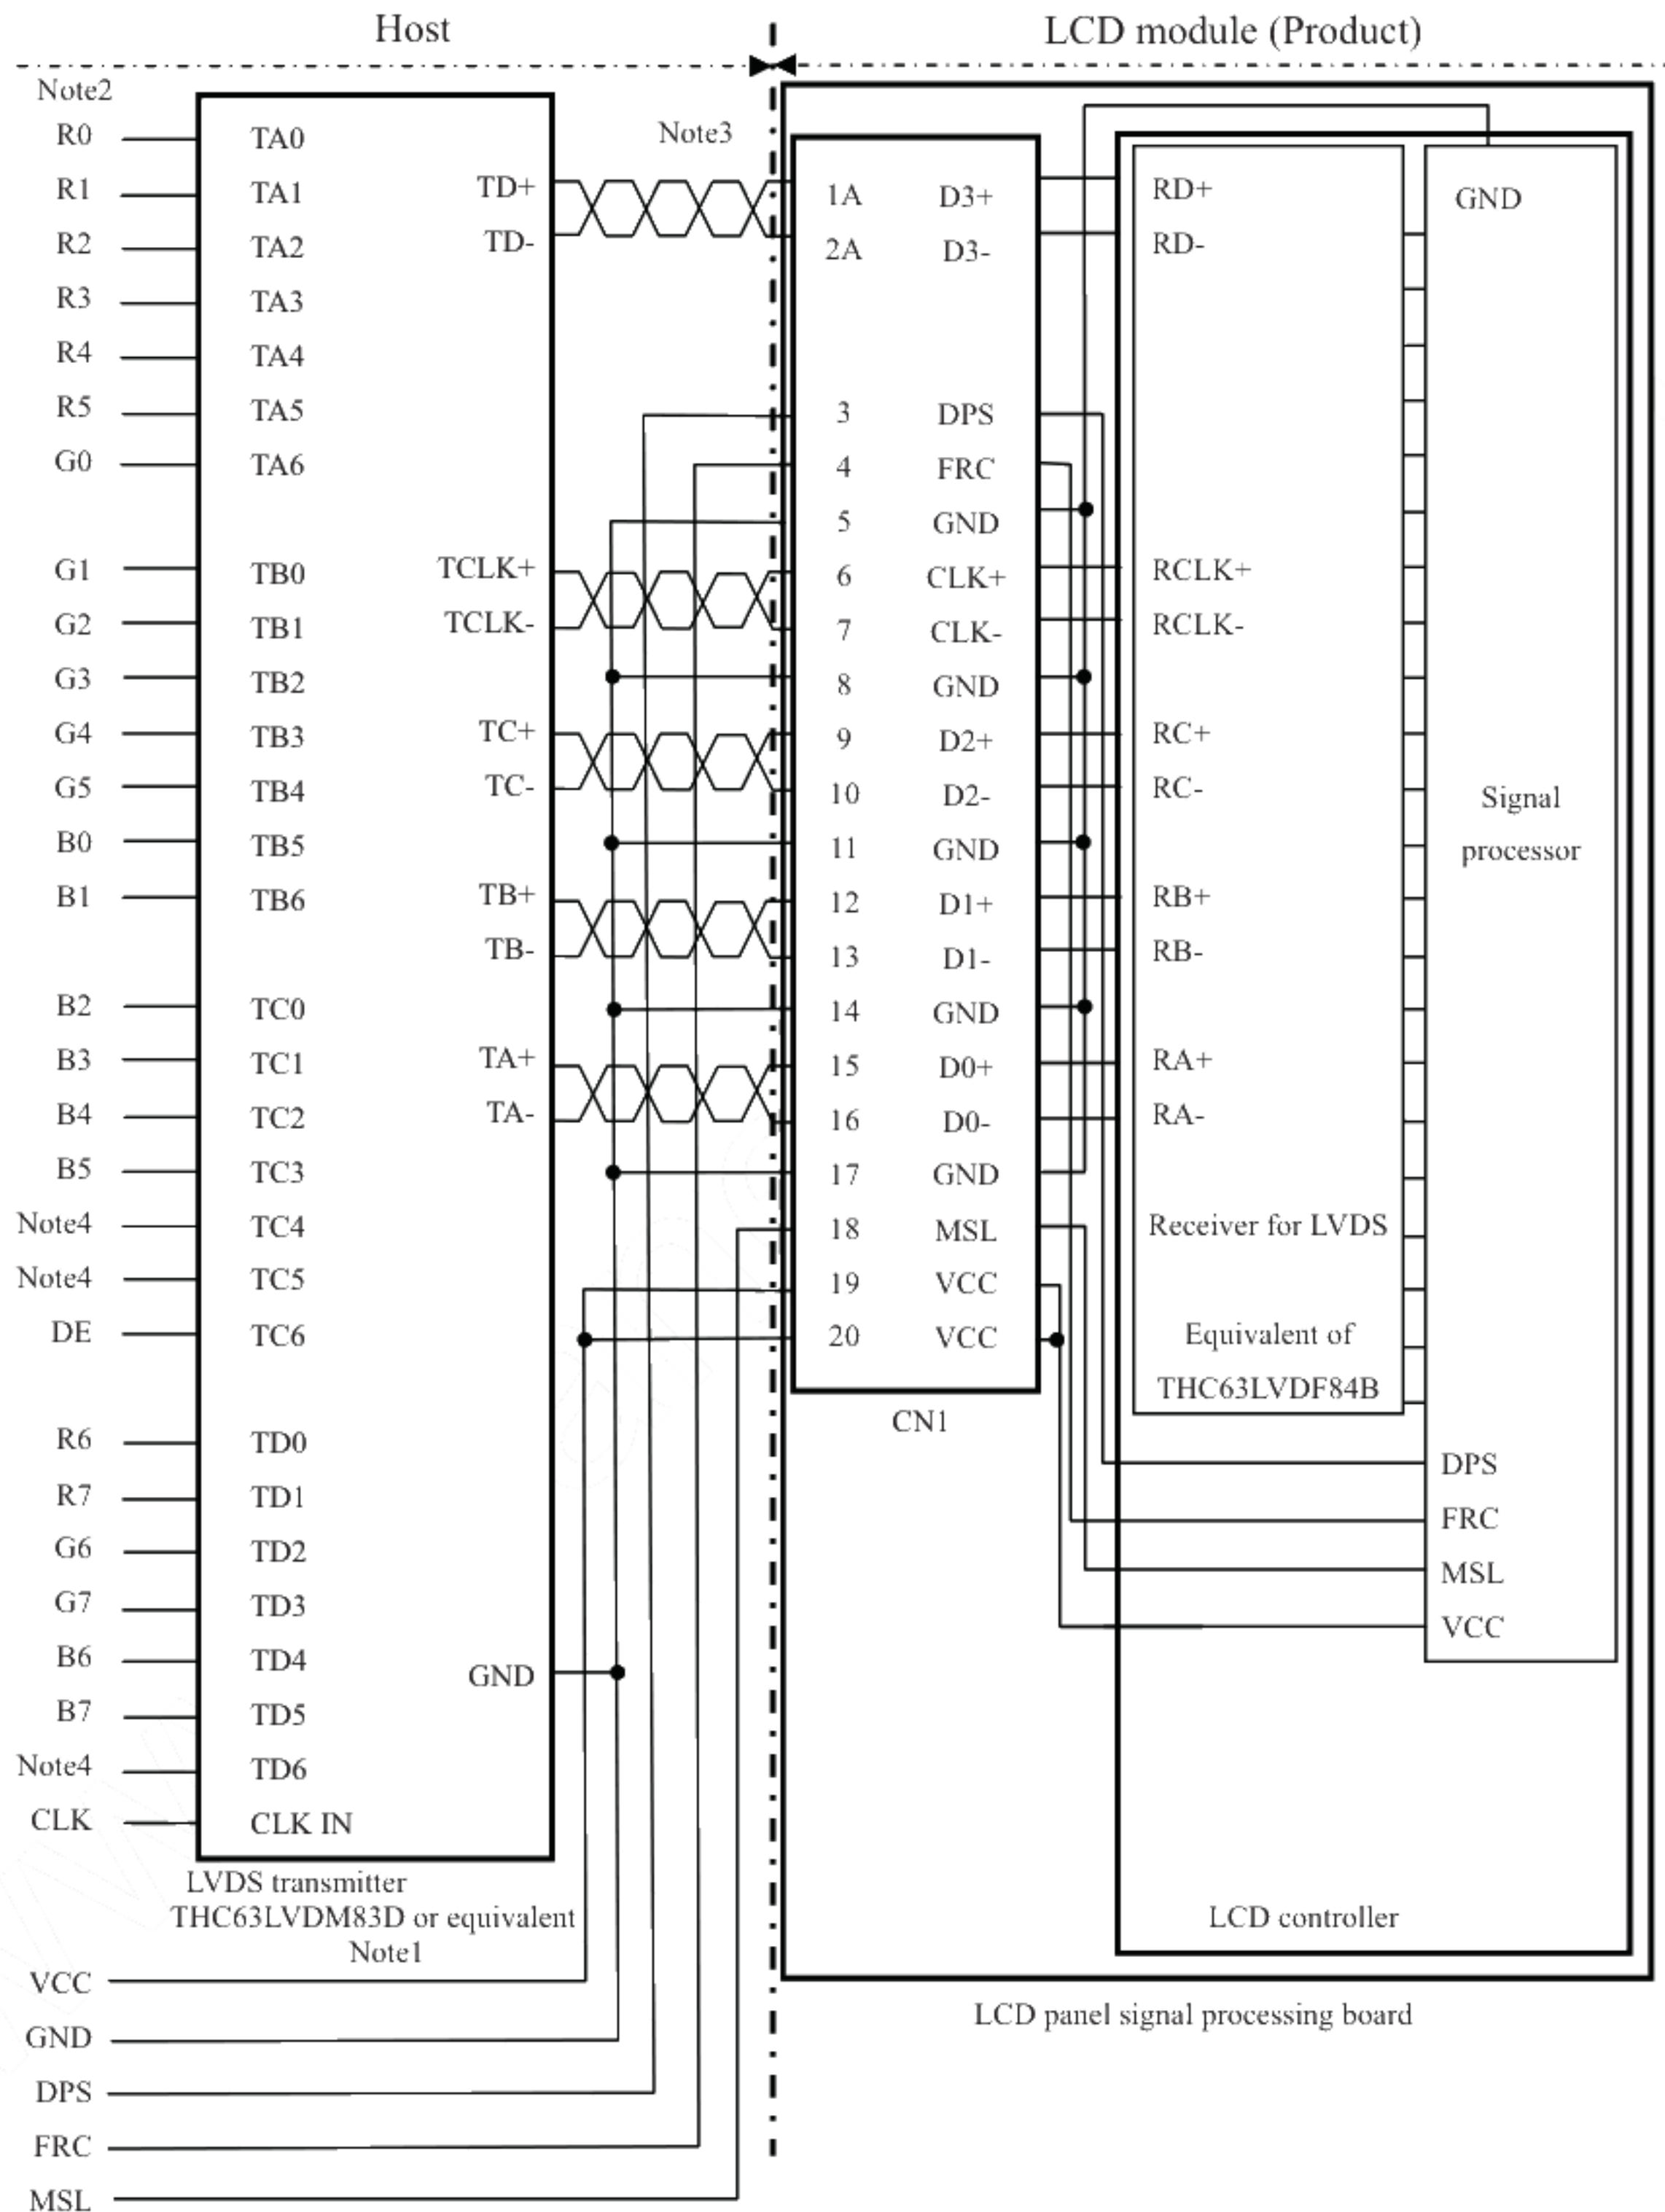 Host
LCD module (Product)
Note2
Note3
R0 TA0
R1 TA1
R2 TA2
R3 TA3
R4 TA4
R5 TA5
G0 TA6
G1 TB0
G2 TB1
G3 TB2
G4 TB3
G5 TB4
B0 TB5
B1 TB6
B2 TC0
B3 TC1
B4 TC2
B5 TC3
Note4 TC4
Note4 TC5
DE TC6
R6 TD0
R7 TD1
G6 TD2
G7 TD3
B6 TD4
B7 TD5
Note4 TD6
CLK CLK IN
TD+
TD-
TCLK+
TCLK-
TC+
TC-
TB+
TB-
TA+
TA-
GND
LVDS transmitter
THC63LVDM83D or equivalent
Note1
VCC
GND
DPS
FRC
MSL
1A D3+
2A D3-
3 DPS
4 FRC
5 GND
6 CLK+
7 CLK-
8 GND
9 D2+
10 D2-
11 GND
12 D1+
13 D1-
14 GND
15 D0+
16 D0-
17 GND
18 MSL
19 VCC
20 VCC
CN1
RD+
RD-
RCLK+
RCLK-
RC+
RC-
RB+
RB-
RA+
RA-
Receiver for LVDS
Equivalent of
THC63LVDF84B
GND
Signal
processor
DPS
FRC
MSL
VCC
LCD controller
LCD panel signal processing board